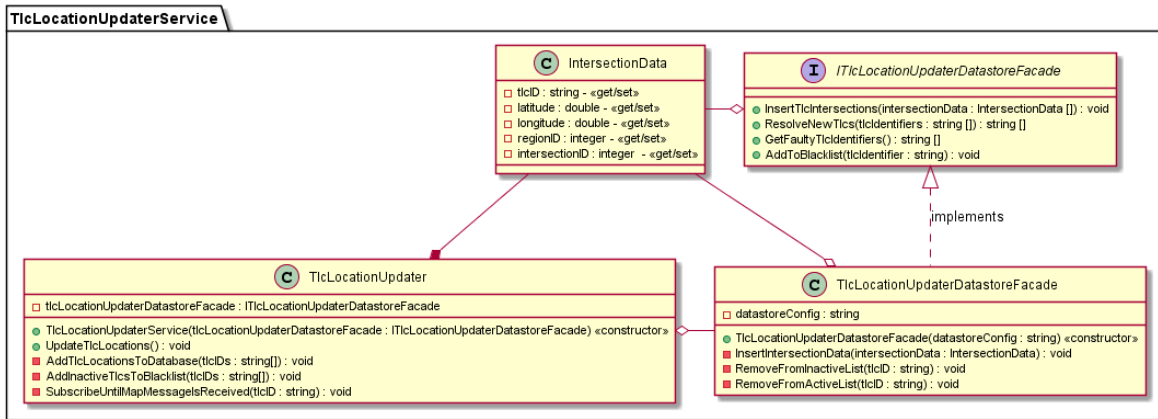 TlcLocationUpdaterService
C IntersectionData
tlcID : string - «get/set»
latitude : double - «get/set»
longitude : double - «get/set»
regionID : integer - «get/set»
intersectionID : integer - «get/set»
I ITlcLocationUpdaterDatastoreFacade
InsertTlcIntersections(intersectionData : IntersectionData []) : void
ResolveNewTlcs(tlcIdentifiers : string []) : string []
GetFaultyTlcIdentifiers() : string []
AddToBlacklist(tlcIdentifier : string) : void
implements
C TlcLocationUpdater
tlcLocationUpdaterDatastoreFacade : ITlcLocationUpdaterDatastoreFacade
TlcLocationUpdaterService(tlcLocationUpdaterDatastoreFacade : ITlcLocationUpdaterDatastoreFacade) «constructor»
UpdateTlcLocations() : void
AddTlcLocationsToDatabase(tlcIDs : string[]) : void
AddInactiveTlcsToBlacklist(tlcIDs : string[]) : void
SubscribeUntilMapMessageIsReceived(tlcID : string) : void
C TlcLocationUpdaterDatastoreFacade
datastoreConfig : string
TlcLocationUpdaterDatastoreFacade(datastoreConfig : string) «constructor»
InsertIntersectionData(intersectionData : IntersectionData) : void
RemoveFromInactiveList(tlcID : string) : void
RemoveFromActiveList(tlcID : string) : void